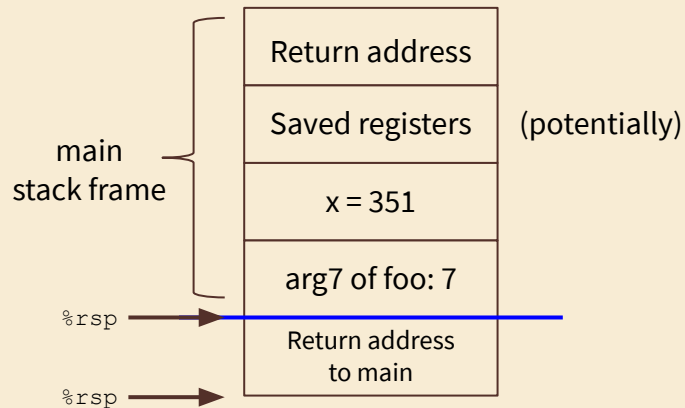 Return address
Saved registers
(potentially)
main
stack frame
x = 351
arg7 of foo: 7
%rsp
Return address
to main
%rsp